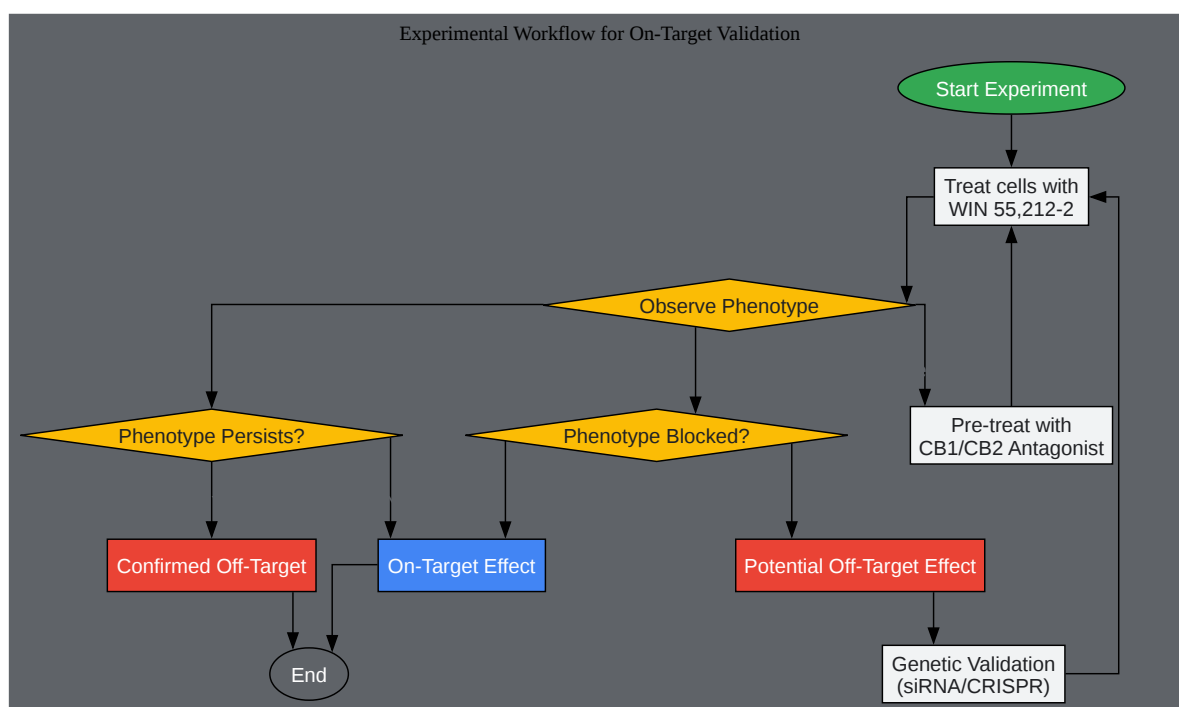 Experimental Workflow for On-Target Validation
Start Experiment
Treat cells with
WIN 55,212-2
Observe Phenotype
Phenotype Persists?
Phenotype Blocked?
Pre-treat with
CB1/CB2 Antagonist
Confirmed Off-Target
On-Target Effect
Potential Off-Target Effect
Genetic Validation
(siRNA/CRISPR)
End